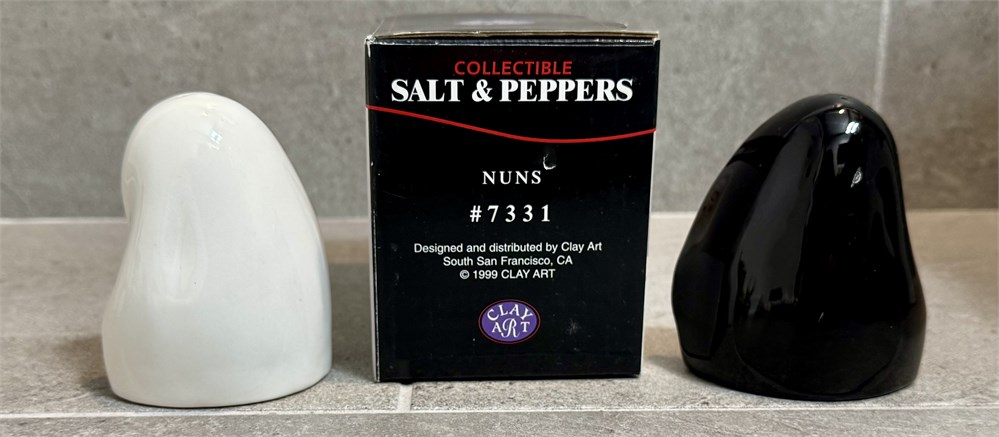 COLLECTIBLE
SALT & PEPPERS
NUNS
#7331
Designed and distributed by Clay Art
South San Francisco, CA
© 1999 CLAY ART
CLAY
ART